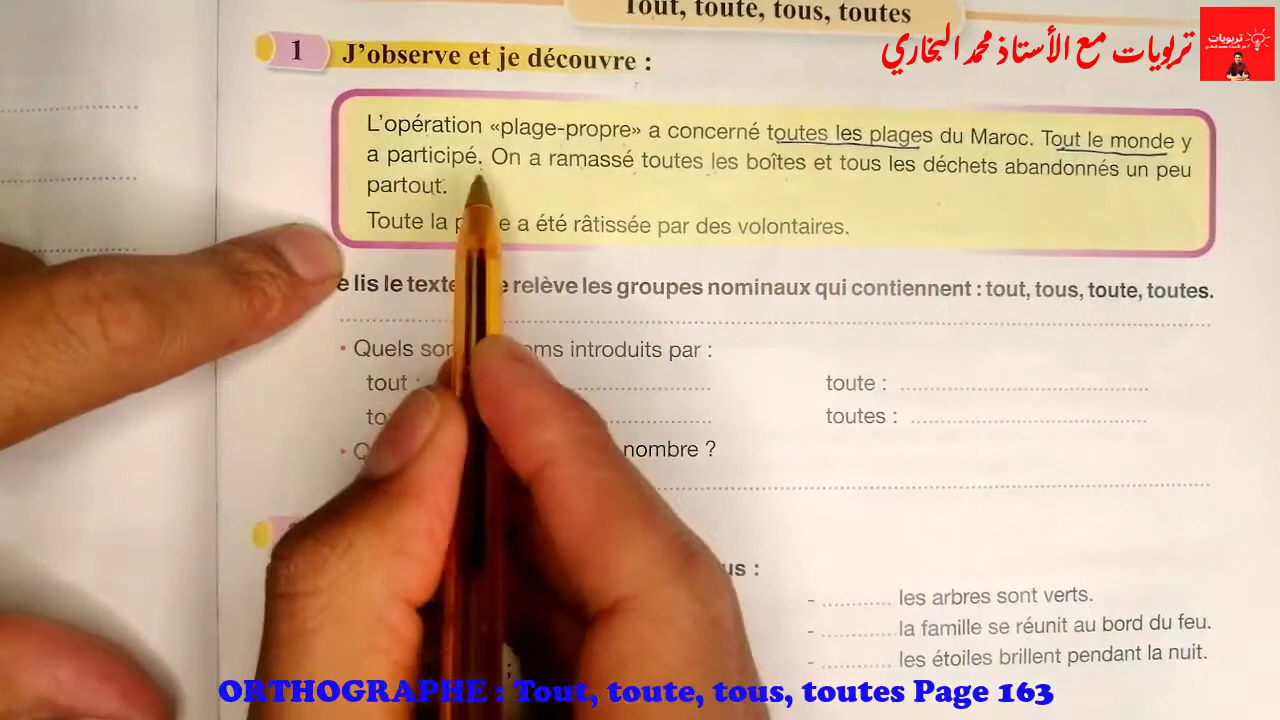 Tout, toute, tous, toutes
تربويات مع الأستاذ محمد البخاري
تربويات
1 J'observe et je découvre :
L'opération «plage-propre» a concerné toutes les plages du Maroc. Tout le monde y
a participé. On a ramassé toutes les boîtes et tous les déchets abandonnés un peu
partout.
Toute la a été râtissée par des volontaires.
lis le texte relève les groupes nominaux qui contiennent : tout, tous, toute, toutes.
• Quels introduits par :
tout : toute :
toutes :
• nombre ?
- ............ les arbres sont verts.
- ............ la famille se réunit au bord du feu.
- ............ les étoiles brillent pendant la nuit.
ORTHOGRAPHE : Tout, toute, tous, toutes Page 163